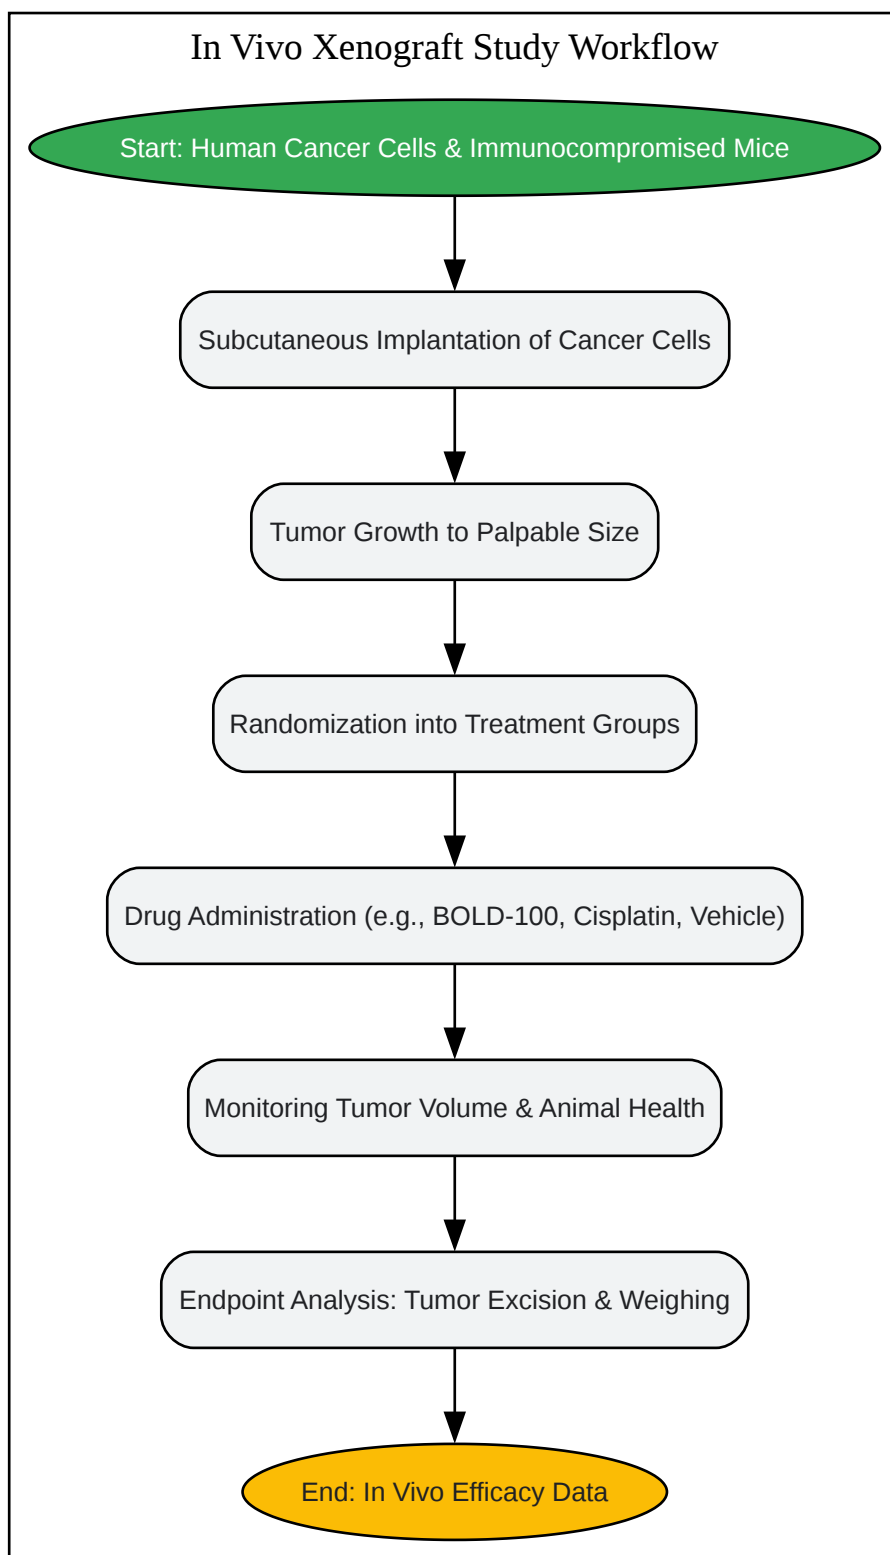 In Vivo Xenograft Study Workflow
Start: Human Cancer Cells & Immunocompromised Mice
Subcutaneous Implantation of Cancer Cells
Tumor Growth to Palpable Size
Randomization into Treatment Groups
Drug Administration (e.g., BOLD-100, Cisplatin, Vehicle)
Monitoring Tumor Volume & Animal Health
Endpoint Analysis: Tumor Excision & Weighing
End: In Vivo Efficacy Data